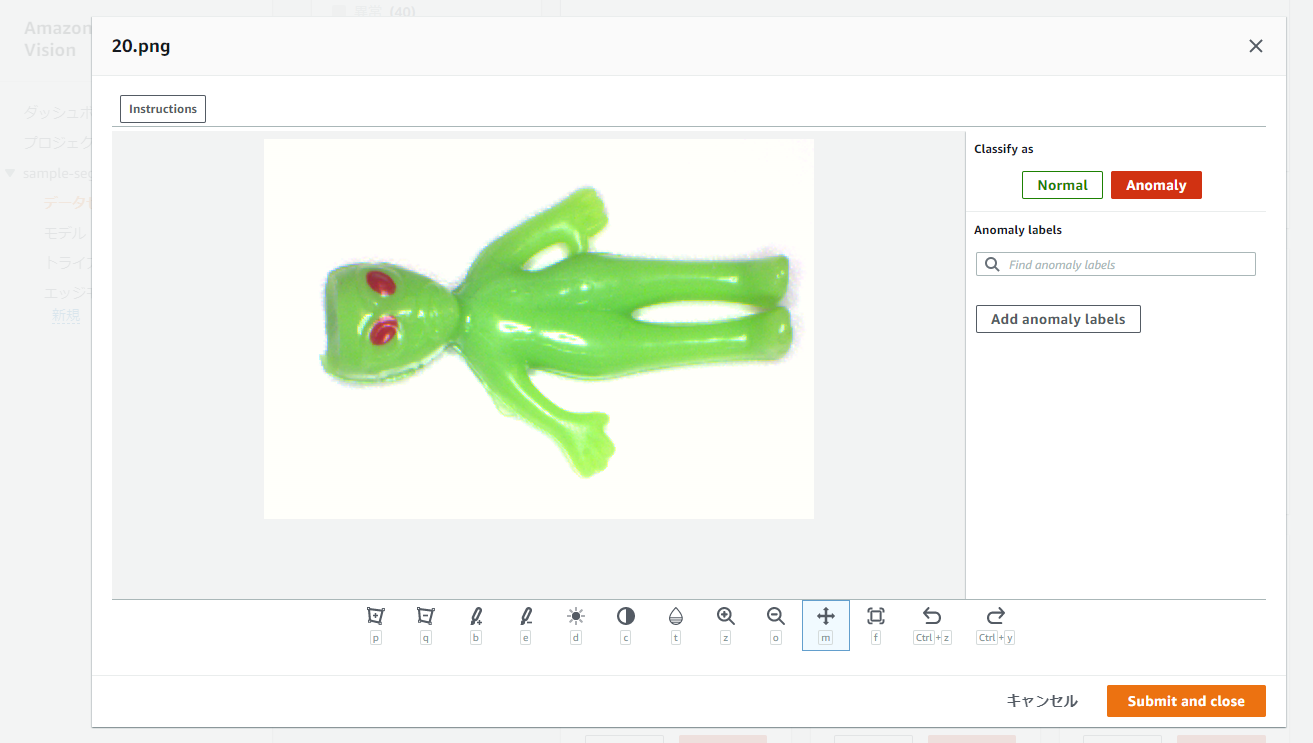 異常 (40)
Amazon
Vision
20.png
Instructions
ダッシュボ
プロジェク
sample-seg
データセ
モデル
トライ
エッジ
新規
Classify as
Normal
Anomaly
Anomaly labels
Find anomaly labels
Add anomaly labels
p q b e d c t z o m f Ctrl+z Ctrl+y
キャンセル
Submit and close